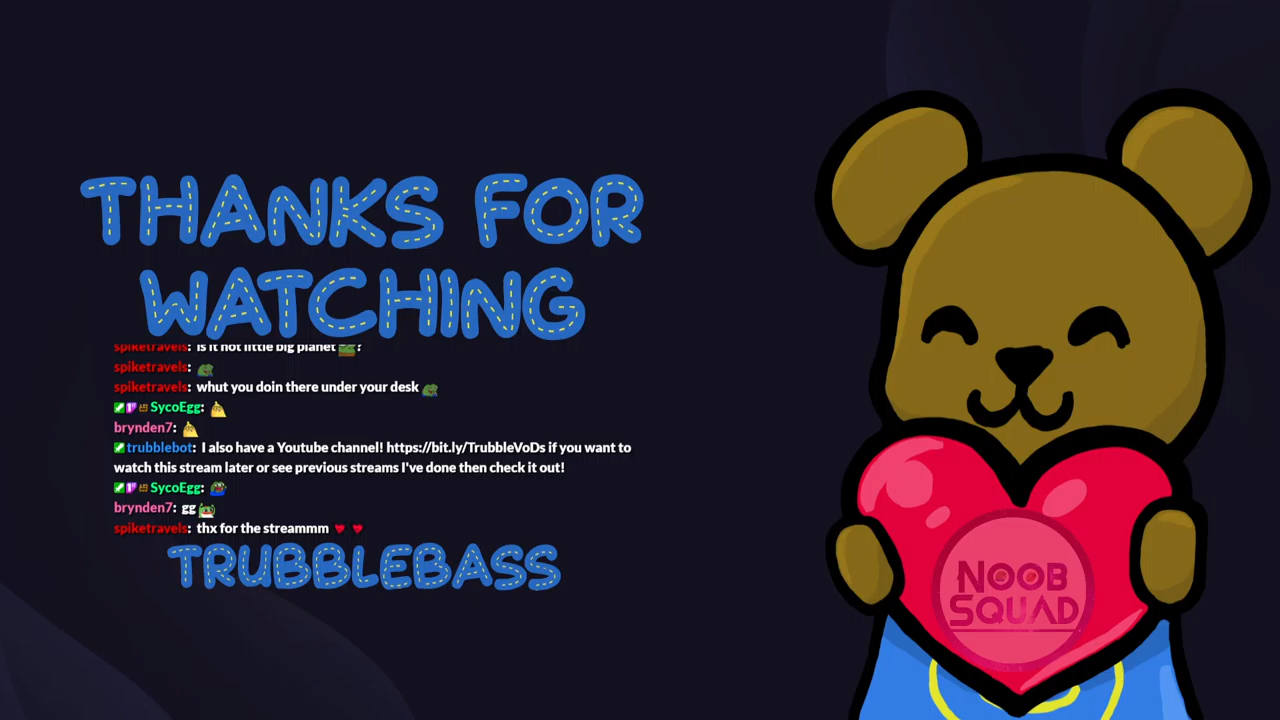 THANKS FOR
WATCHING
spiketravels: is it not little big planet ?
spiketravels:
spiketravels: whut you doin there under your desk
SycoEgg:
brynden7:
trubblebot: I also have a Youtube channel! https://bit.ly/TrubbleVoDs if you want to
watch this stream later or see previous streams I've done then check it out!
SycoEgg:
brynden7: gg
spiketravels: thx for the streammm
TRUBBLEBASS
NOOB
SQUAD